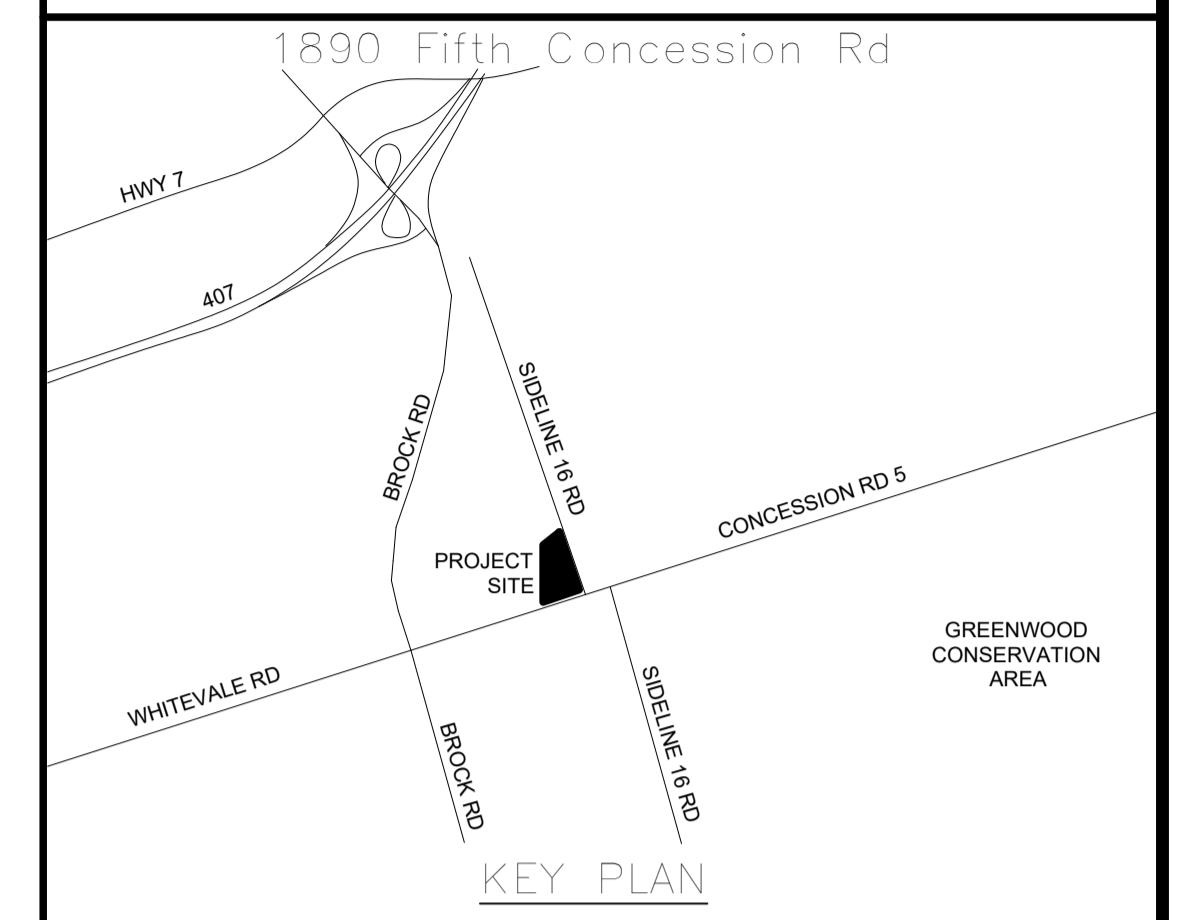 1890 Fifth Concession Rd
HWY 7
407
SIDELINE 16 RD
BROCK RD
CONCESSION RD 5
PROJECT
SITE
GREENWOOD
CONSERVATION
AREA
WHITEVALE RD
SIDELINE 16 RD
BROCK RD
KEY PLAN